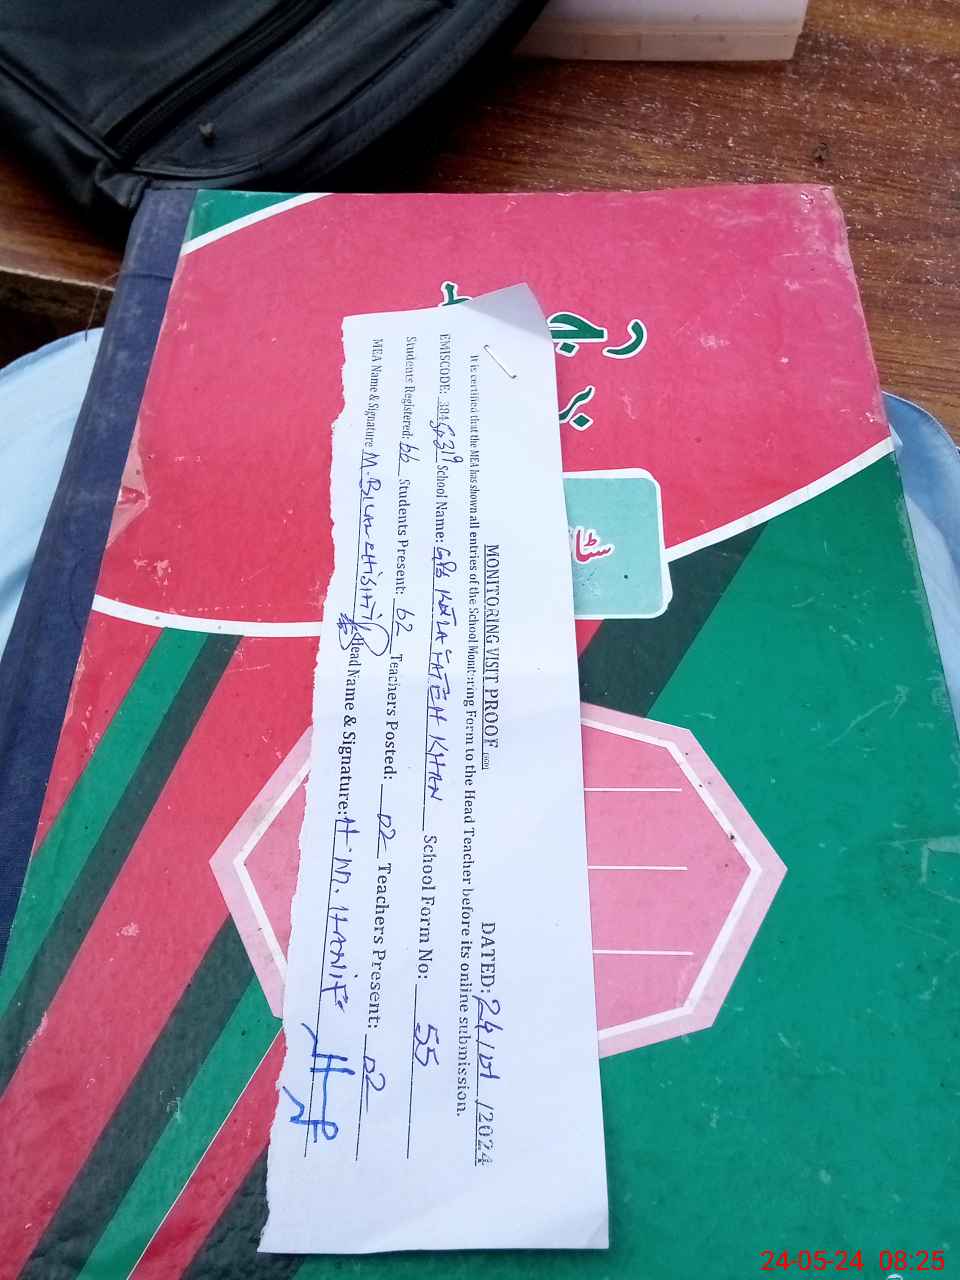 رجسٹر
MONITORING VISIT PROOF DATED: 24/05/2024
It is certified that the MEA has shown all entries of the School Monitoring Form to the Head Teacher before its online submission.
EMISCODE: 384 School Name: GPS KOTLA FATEH KHAN School Form No: 55
Students Registered: 66 Students Present: 62 Teachers Posted: 02 Teachers Present: 02
MEA Name & Signature M. Head Name & Signature: H. M. HANIF
24-05-24 08:25